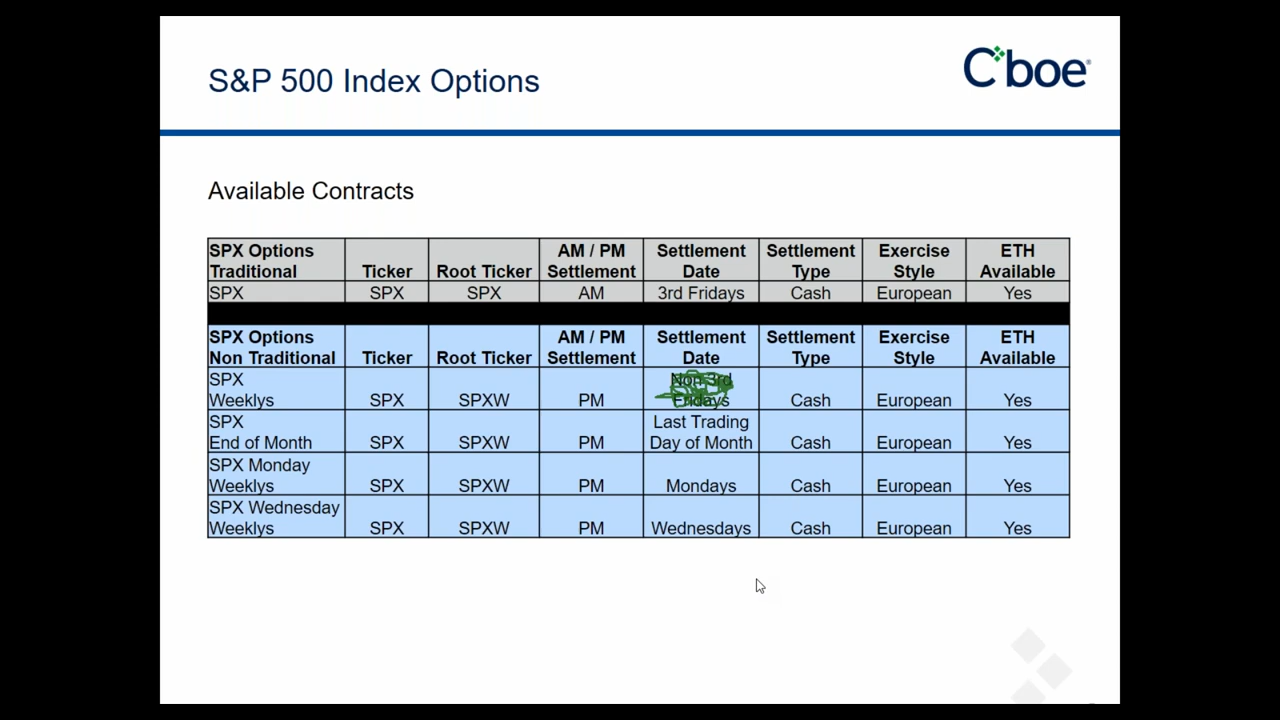 S&P 500 Index Options
Cboe®
Available Contracts
SPX Options Traditional Ticker Root Ticker AM / PM Settlement Settlement Date Settlement Type Exercise Style ETH Available
SPX SPX SPX AM 3rd Fridays Cash European Yes
SPX Options Non Traditional Ticker Root Ticker AM / PM Settlement Settlement Date Settlement Type Exercise Style ETH Available
SPX Weeklys SPX SPXW PM Non 3rd Fridays Cash European Yes
SPX End of Month SPX SPXW PM Last Trading Day of Month Cash European Yes
SPX Monday Weeklys SPX SPXW PM Mondays Cash European Yes
SPX Wednesday Weeklys SPX SPXW PM Wednesdays Cash European Yes